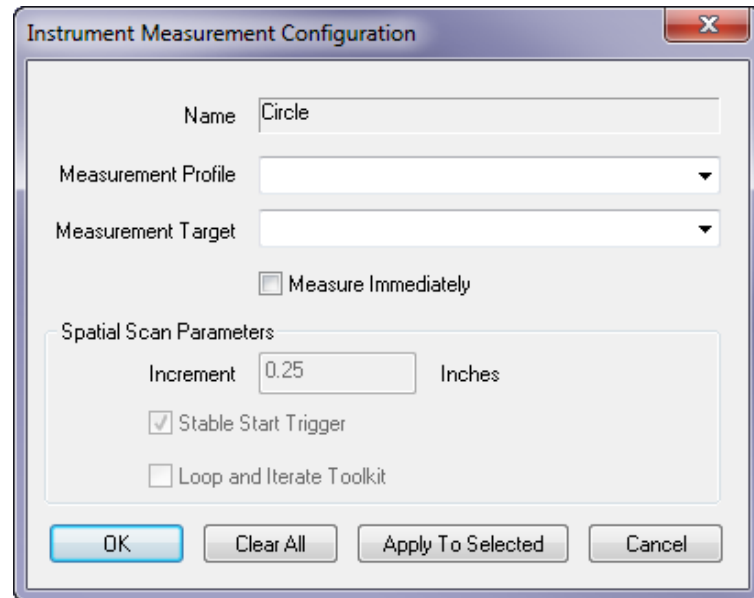 Instrument Measurement Configuration
X
Name Circle
Measurement Profile
Measurement Target
Measure Immediately
Spatial Scan Parameters
Increment 0.25 Inches
Stable Start Trigger
Loop and Iterate Toolkit
OK Clear All Apply To Selected Cancel